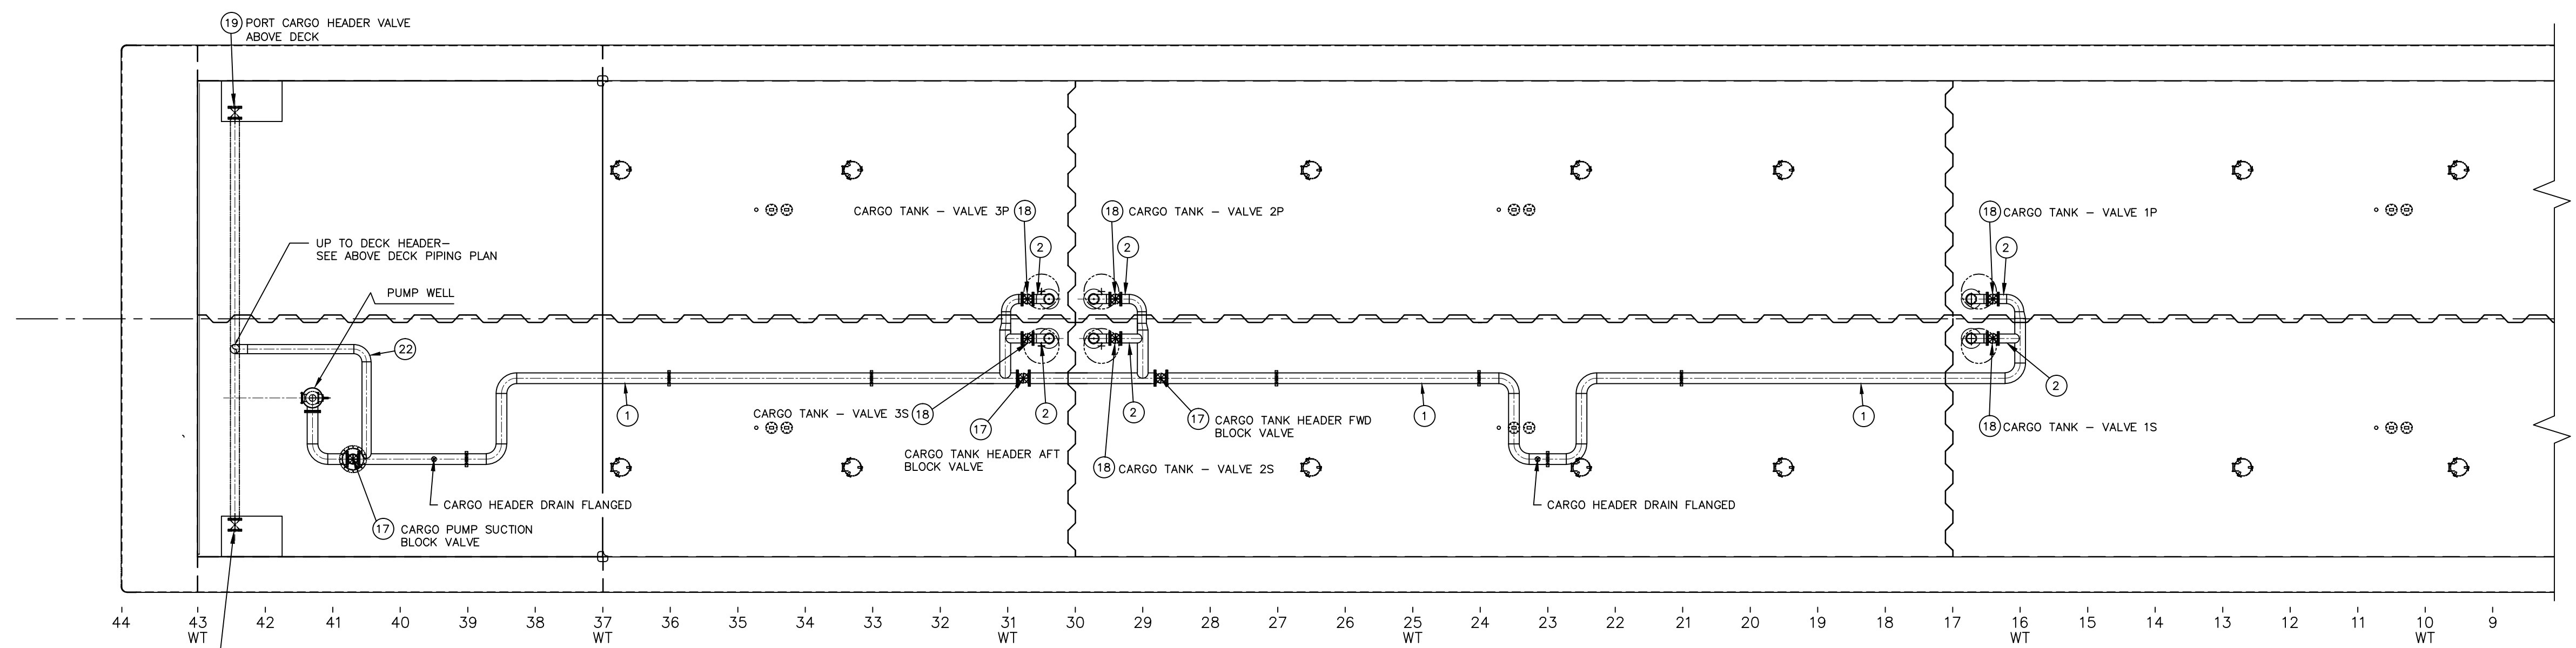 19 PORT CARGO HEADER VALVE
ABOVE DECK
CARGO TANK – VALVE 3P 18
18 CARGO TANK – VALVE 2P
18 CARGO TANK – VALVE 1P
UP TO DECK HEADER–
SEE ABOVE DECK PIPING PLAN
2
2
2
PUMP WELL
22
1
CARGO TANK – VALVE 3S 18
2
2
1
1
2
17
CARGO TANK HEADER AFT
BLOCK VALVE
17 CARGO TANK HEADER FWD
BLOCK VALVE
18 CARGO TANK – VALVE 1S
18 CARGO TANK – VALVE 2S
CARGO HEADER DRAIN FLANGED
CARGO HEADER DRAIN FLANGED
17 CARGO PUMP SUCTION
BLOCK VALVE
44 43 42 41 40 39 38 37 36 35 34 33 32 31 30 29 28 27 26 25 24 23 22 21 20 19 18 17 16 15 14 13 12 11 10 9
WT WT WT WT WT WT